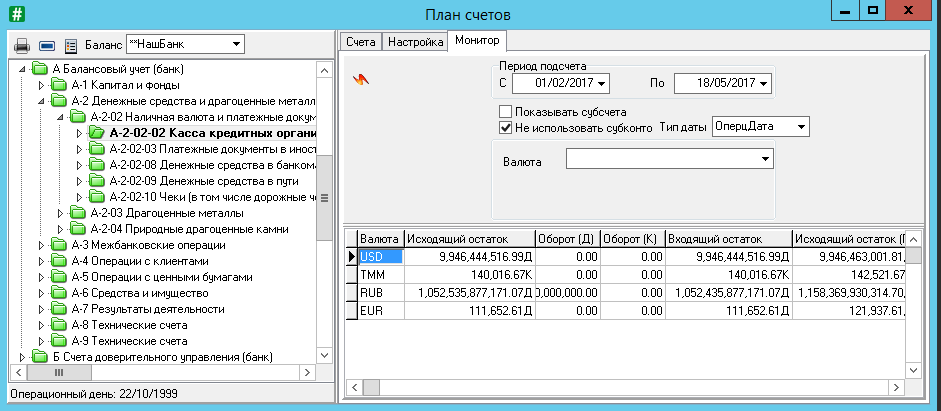 План счетов
Баланс **НашБанк
А Балансовый учет (банк)
А-1 Капитал и фонды
А-2 Денежные средства и драгоценные металл
А-2-02 Наличная валюта и платежные докум
А-2-02-02 Касса кредитных органи
А-2-02-03 Платежные документы в иност
А-2-02-08 Денежные средства в банкома
А-2-02-09 Денежные средства в пути
А-2-02-10 Чеки (в том числе дорожные че
А-2-03 Драгоценные металлы
А-2-04 Природные драгоценные камни
А-3 Межбанковские операции
А-4 Операции с клиентами
А-5 Операции с ценными бумагами
А-6 Средства и имущество
А-7 Результаты деятельности
А-8 Технические счета
А-9 Технические счета
Б Счета доверительного управления (банк)
Операционный день: 22/10/1999
Счета Настройка Монитор
Период подсчета
С 01/02/2017 По 18/05/2017
Показывать субсчета
Не использовать субконто Тип даты ОперцДата
Валюта
Валюта Исходящий остаток Оборот (Д) Оборот (К) Входящий остаток Исходящий остаток (П
USD 9,946,444,516.99Д 0.00 0.00 9,946,444,516.99Д 9,946,463,001.81,
TMM 140,016.67К 0.00 0.00 140,016.67К 142,521.67
RUB 1,052,535,877,171.07Д 0,000,000.00 0.00 1,052,435,877,171.07Д 1,158,369,930,314.70,
EUR 111,652.61Д 0.00 0.00 111,652.61Д 121,937.61,